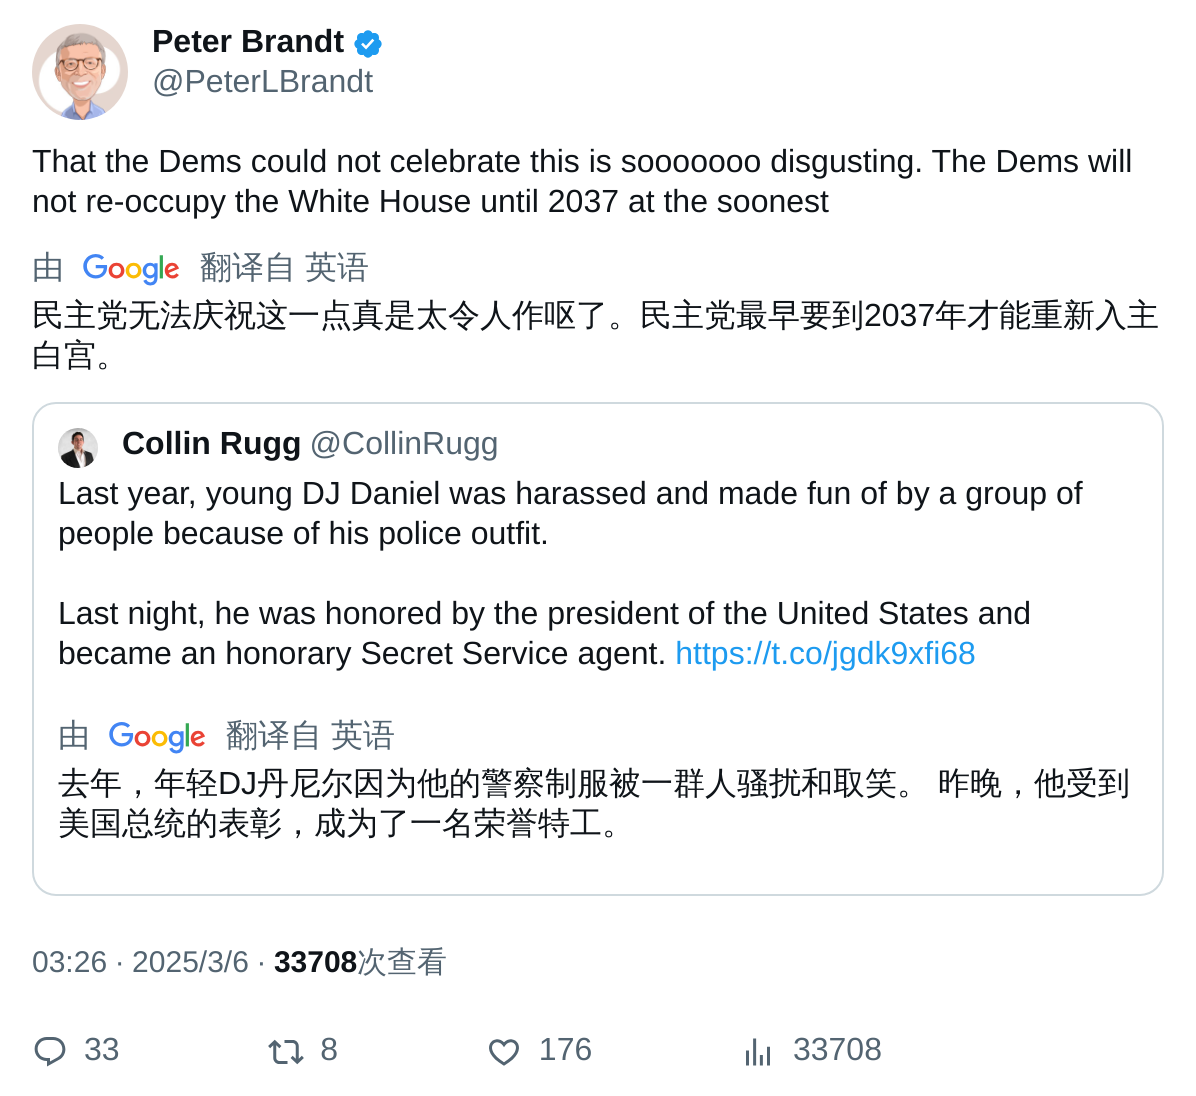 Peter Brandt
@PeterLBrandt
That the Dems could not celebrate this is sooooooo disgusting. The Dems will
not re-occupy the White House until 2037 at the soonest
由 Google 翻译自 英语
民主党无法庆祝这一点真是太令人作呕了。民主党最早要到2037年才能重新入主
白宫。
Collin Rugg @CollinRugg
Last year, young DJ Daniel was harassed and made fun of by a group of
people because of his police outfit.
Last night, he was honored by the president of the United States and
became an honorary Secret Service agent. https://t.co/jgdk9xfi68
由 Google 翻译自 英语
去年，年轻DJ丹尼尔因为他的警察制服被一群人骚扰和取笑。 昨晚，他受到
美国总统的表彰，成为了一名荣誉特工。
03:26 · 2025/3/6 · 33708次查看
33 8 176 33708